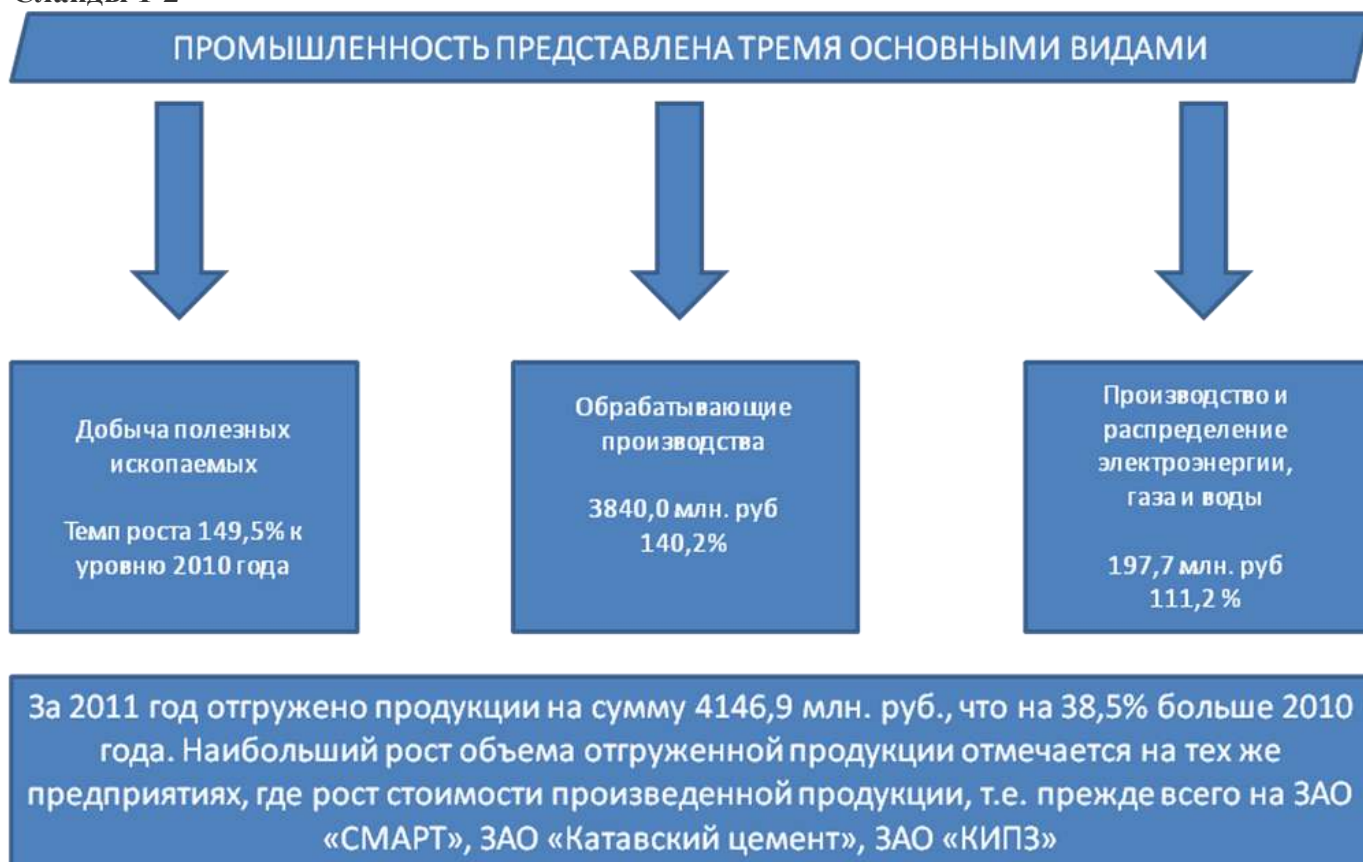 Слайды 1-2
ПРОМЫШЛЕННОСТЬ ПРЕДСТАВЛЕНА ТРЕМЯ ОСНОВНЫМИ ВИДАМИ
Добыча полезных
ископаемых
Темп роста 149,5% к
уровню 2010 года
Обрабатывающие
производства
3840,0 млн. руб
140,2%
Производство и
распределение
электроэнергии,
газа и воды
197,7 млн. руб
111,2 %
За 2011 год отгружено продукции на сумму 4146,9 млн. руб., что на 38,5% больше 2010
года. Наибольший рост объема отгруженной продукции отмечается на тех же
предприятиях, где рост стоимости произведенной продукции, т.е. прежде всего на ЗАО
«СМАРТ», ЗАО «Катавский цемент», ЗАО «КИПЗ»